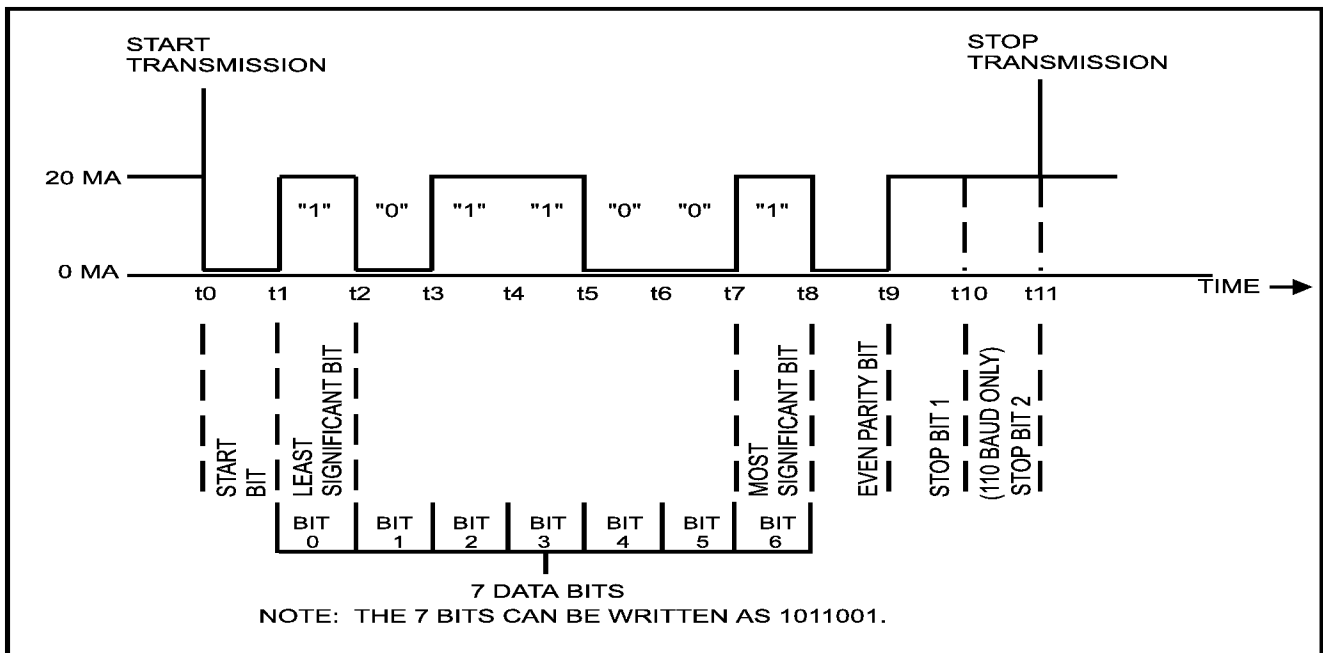 START
TRANSMISSION
STOP
TRANSMISSION
20 MA
"1" "0" "1" "1" "0" "0" "1"
0 MA
t0 t1 t2 t3 t4 t5 t6 t7 t8 t9 t10 t11
TIME
START
BIT
LEAST
SIGNIFICANT BIT
MOST
SIGNIFICANT BIT
EVEN PARITY BIT
STOP BIT 1
(110 BAUD ONLY)
STOP BIT 2
BIT 0
BIT 1
BIT 2
BIT 3
BIT 4
BIT 5
BIT 6
7 DATA BITS
NOTE: THE 7 BITS CAN BE WRITTEN AS 1011001.